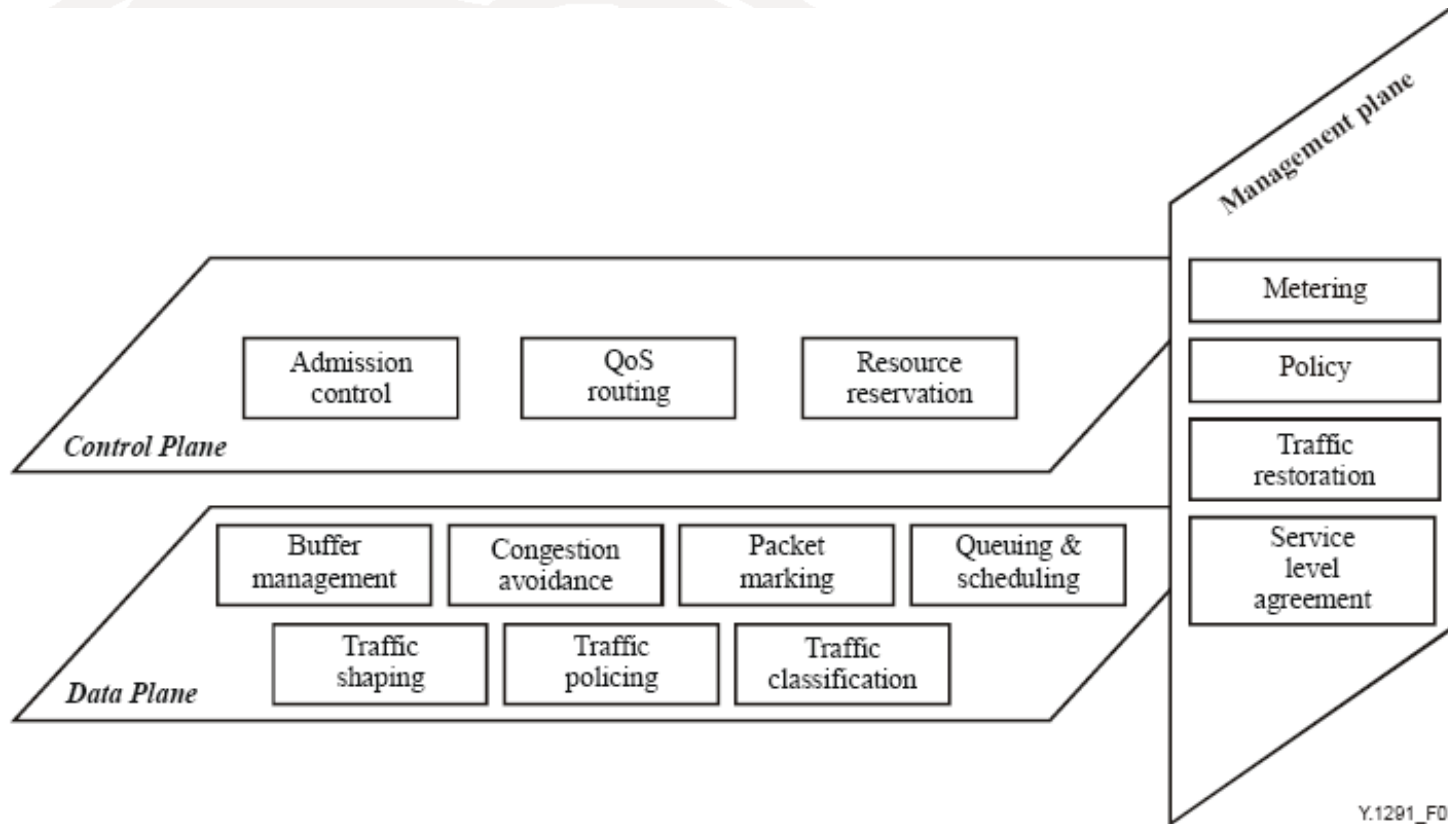 Management plane
Metering
Admission
control
QoS
routing
Resource
reservation
Policy
Control Plane
Traffic
restoration
Buffer
management
Congestion
avoidance
Packet
marking
Queuing &
scheduling
Service
level
agreement
Traffic
shaping
Traffic
policing
Traffic
classification
Data Plane
Y.1291_F0